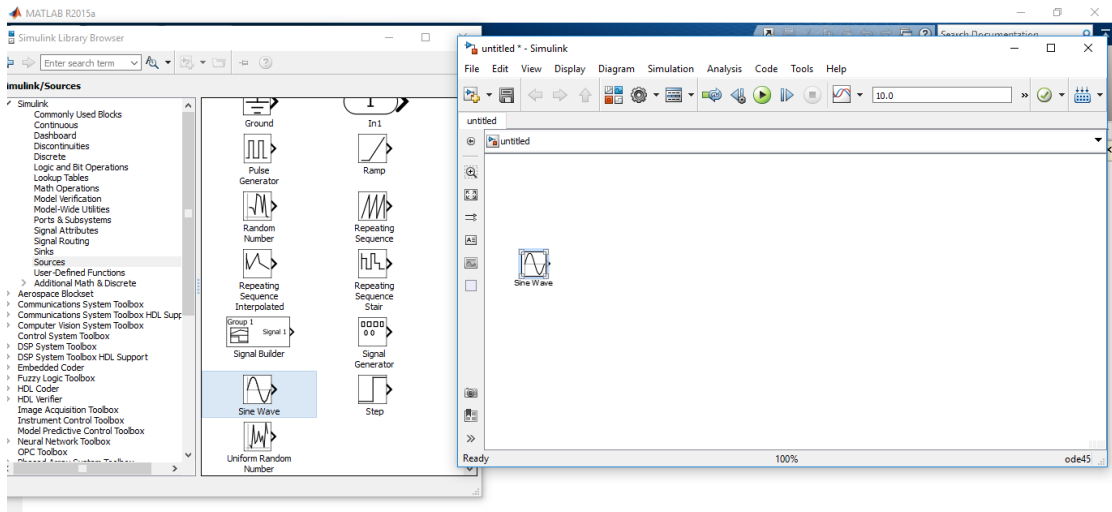 MATLAB R2015a
Search Documentation
Simulink Library Browser
Enter search term
imulink/Sources
Simulink
Commonly Used Blocks
Continuous
Dashboard
Discontinuities
Discrete
Logic and Bit Operations
Lookup Tables
Math Operations
Model Verification
Model-Wide Utilities
Ports & Subsystems
Signal Attributes
Signal Routing
Sinks
Sources
User-Defined Functions
Additional Math & Discrete
Aerospace Blockset
Communications System Toolbox
Communications System Toolbox HDL Supp
Computer Vision System Toolbox
Control System Toolbox
DSP System Toolbox
DSP System Toolbox HDL Support
Embedded Coder
Fuzzy Logic Toolbox
HDL Coder
HDL Verifier
Image Acquisition Toolbox
Instrument Control Toolbox
Model Predictive Control Toolbox
Neural Network Toolbox
OPC Toolbox
Phased Array System Toolbox
1
Ground
In1
Pulse
Generator
Ramp
Random
Number
Repeating
Sequence
Repeating
Sequence
Interpolated
Repeating
Sequence
Stair
Group 1
Signal 1
Signal Builder
Signal
Generator
Sine Wave
Step
Uniform Random
Number
untitled * - Simulink
File Edit View Display Diagram Simulation Analysis Code Tools Help
10.0
untitled
untitled
Sine Wave
Ready
100%
ode45